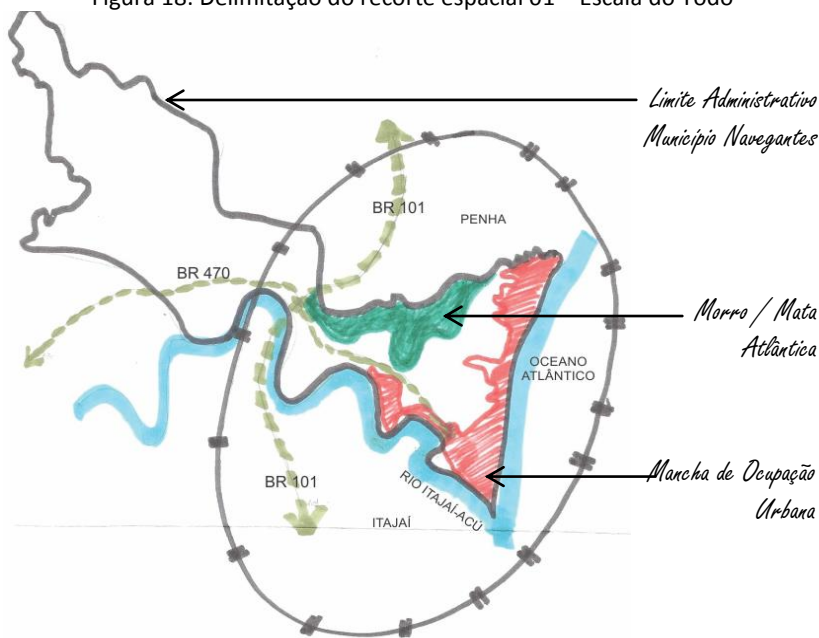 Figura 18: Delimitação do recorte espacial 01 – Escala do Todo
Limite Administrativo
Município Navegantes
BR 101
PENHA
BR 470
Morro / Mata
Atlântica
OCEANO
ATLÂNTICO
Mancha de Ocupação
Urbana
BR 101
RIO ITAJAÍ-ACÚ
ITAJAÍ